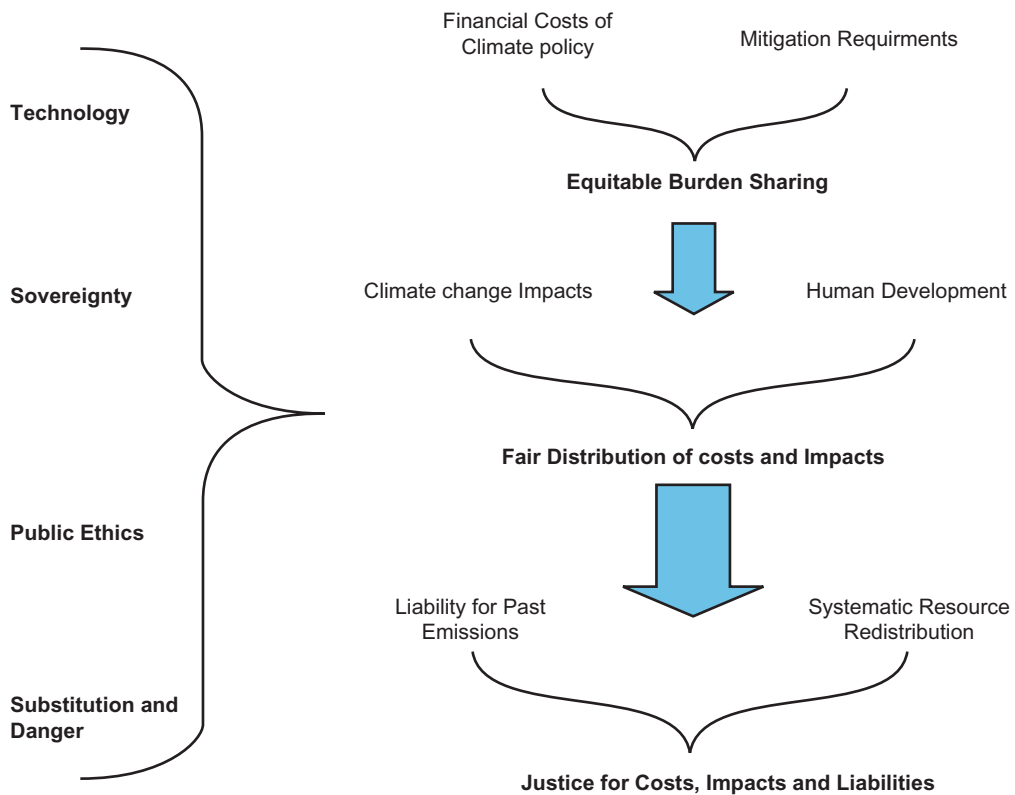 Technology
Sovereignty
Public Ethics
Substitution and
Danger
Financial Costs of
Climate policy
Mitigation Requirments
Equitable Burden Sharing
Climate change Impacts
Human Development
Fair Distribution of costs and Impacts
Liability for Past
Emissions
Systematic Resource
Redistribution
Justice for Costs, Impacts and Liabilities